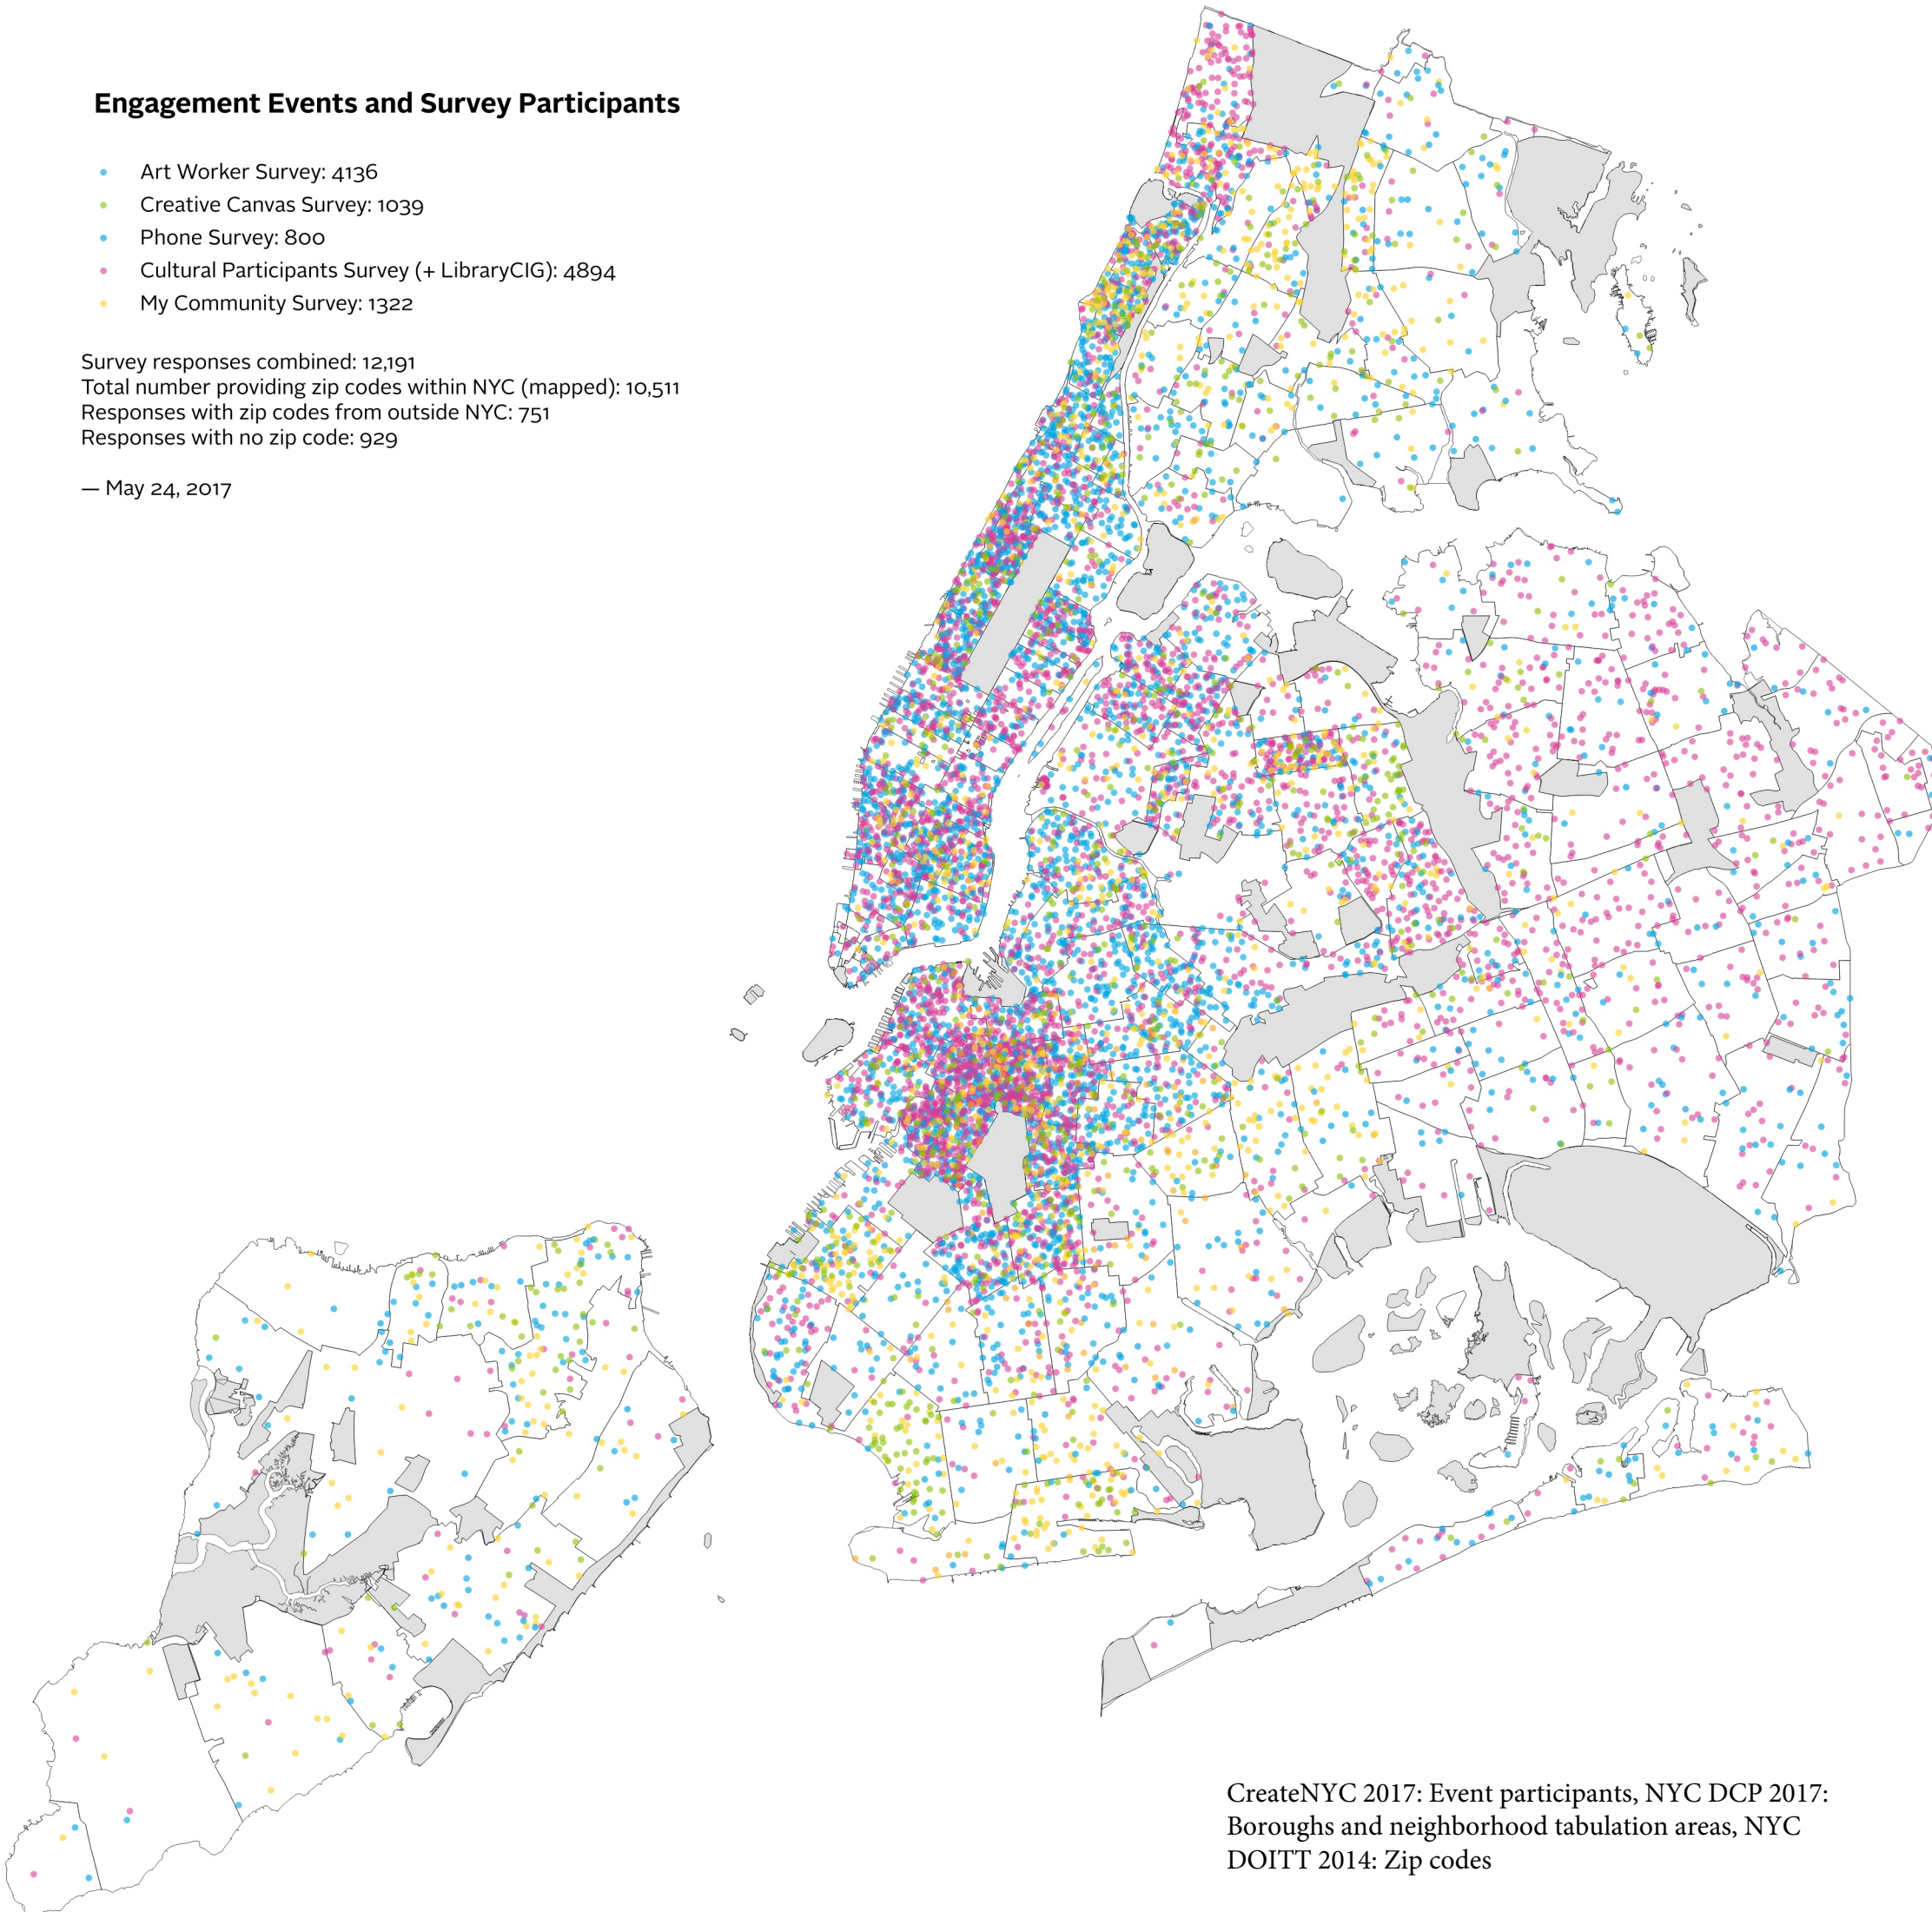 Engagement Events and Survey Participants
Art Worker Survey: 4136
Creative Canvas Survey: 1039
Phone Survey: 800
Cultural Participants Survey (+ LibraryCIG): 4894
My Community Survey: 1322
Survey responses combined: 12,191
Total number providing zip codes within NYC (mapped): 10,511
Responses with zip codes from outside NYC: 751
Responses with no zip code: 929
— May 24, 2017
CreateNYC 2017: Event participants, NYC DCP 2017:
Boroughs and neighborhood tabulation areas, NYC
DOITT 2014: Zip codes